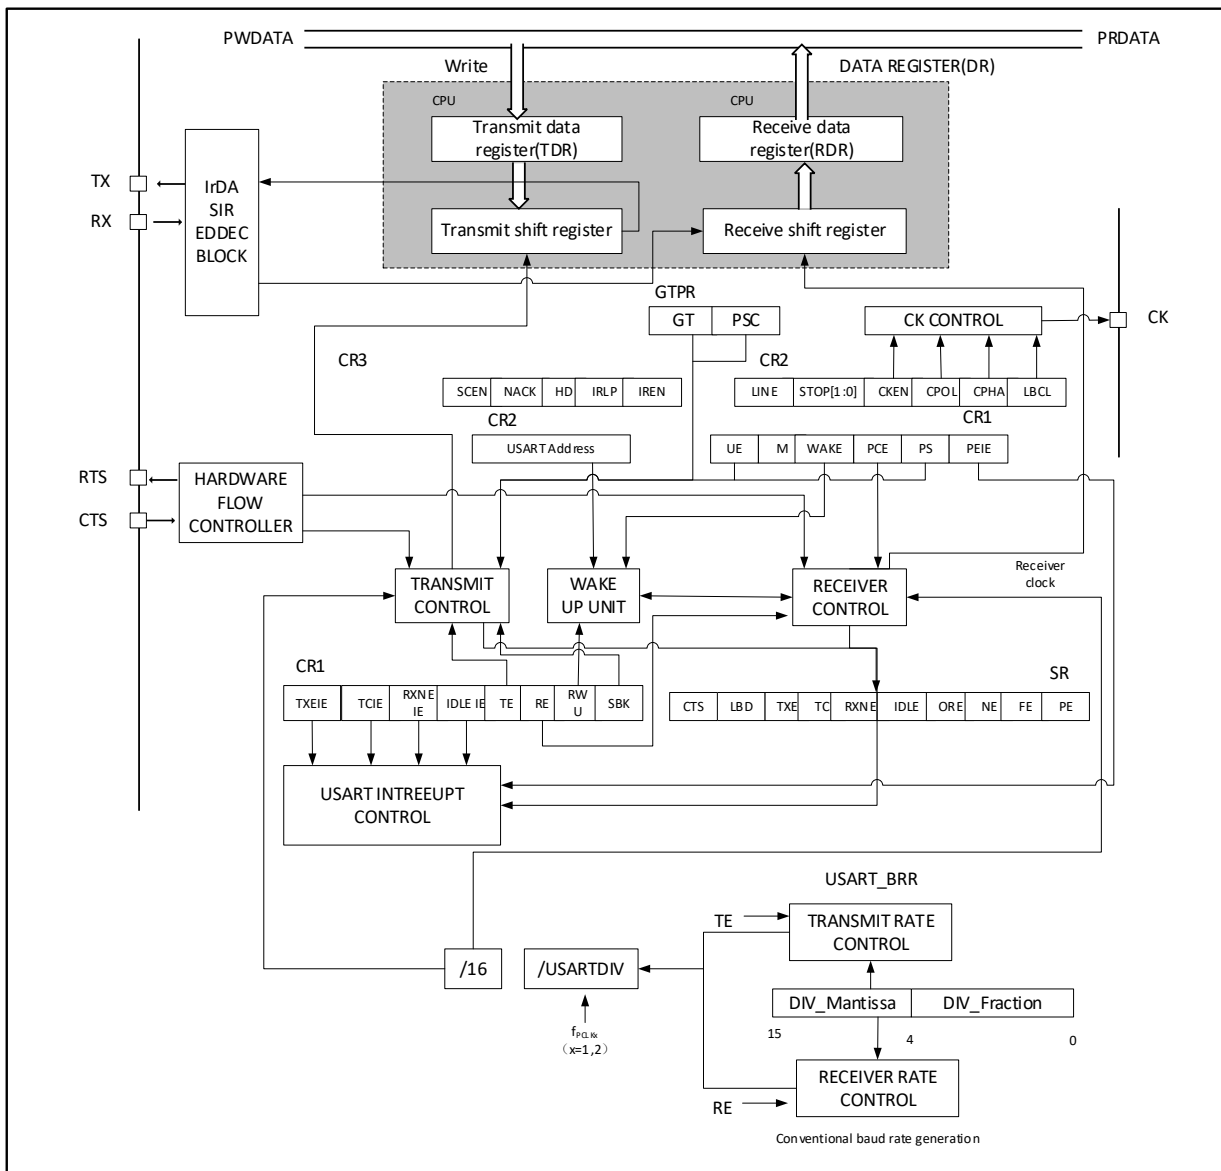 PWDATA
PRDATA
Write
DATA REGISTER(DR)
CPU
CPU
Transmit data
register(TDR)
Receive data
register(RDR)
TX
RX
IrDA
SIR
EDDEC
BLOCK
Transmit shift register
Receive shift register
GTPR
GT
PSC
CK CONTROL
CK
CR3
CR2
SCEN
NACK
HD
IRLP
IREN
LINE
STOP[1:0]
CKEN
CPOL
CPHA
LBCL
CR2
CR1
USART Address
UE
M
WAKE
PCE
PS
PEIE
RTS
CTS
HARDWARE
FLOW
CONTROLLER
TRANSMIT
CONTROL
WAKE
UP UNIT
RECEIVER
CONTROL
Receiver
clock
CR1
SR
TXEIE
TCIE
RXNE
IE
IDLE IE
TE
RE
RW
U
SBK
CTS
LBD
TXE
TC
RXNE
IDLE
ORE
NE
FE
PE
USART INTREEUPT
CONTROL
USART_BRR
TE
TRANSMIT RATE
CONTROL
/16
/USARTDIV
DIV_Mantissa
DIV_Fraction
15
4
0
fPCLKx
(x=1,2)
RECEIVER RATE
CONTROL
RE
Conventional baud rate generation